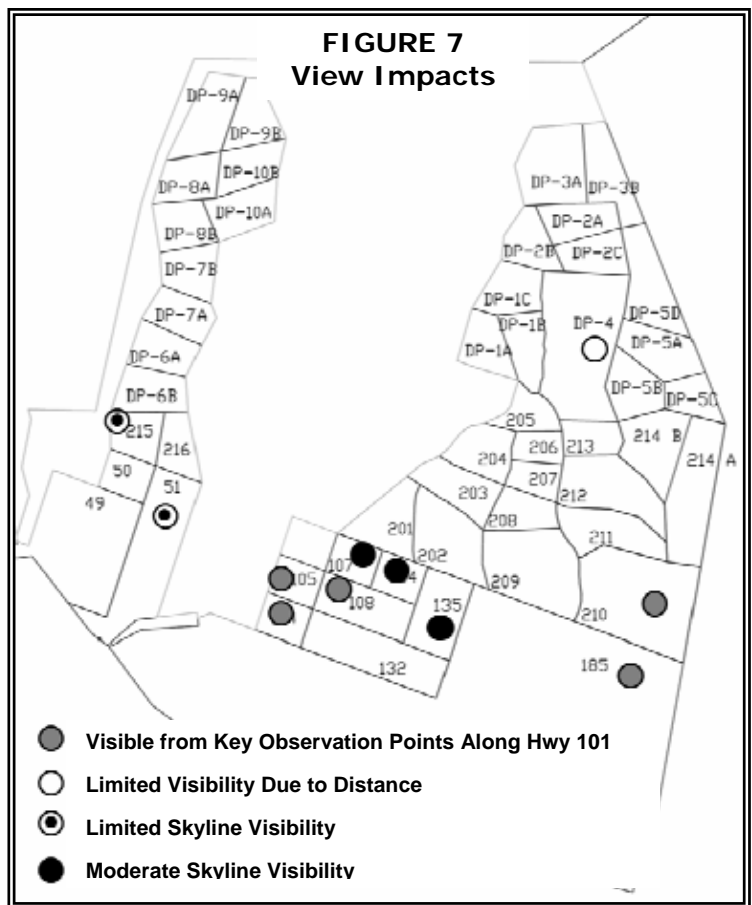 FIGURE 7
View Impacts
DP-9A
DP-9B
DP-10B
DP-8A
DP-10A
DP-8B
DP-7B
DP-7A
DP-6A
DP-6B
215
216
50
51
49
DP-3A
DP-3B
DP-2A
DP-2B
DP-2C
DP-1C
DP-1B
DP-1A
DP-4
DP-5D
DP-5A
DP-5B
DP-5C
205
206
213
214 B
214 A
204
207
203
212
208
201
202
211
209
210
107
4
105
108
135
132
185
Visible from Key Observation Points Along Hwy 101
Limited Visibility Due to Distance
Limited Skyline Visibility
Moderate Skyline Visibility